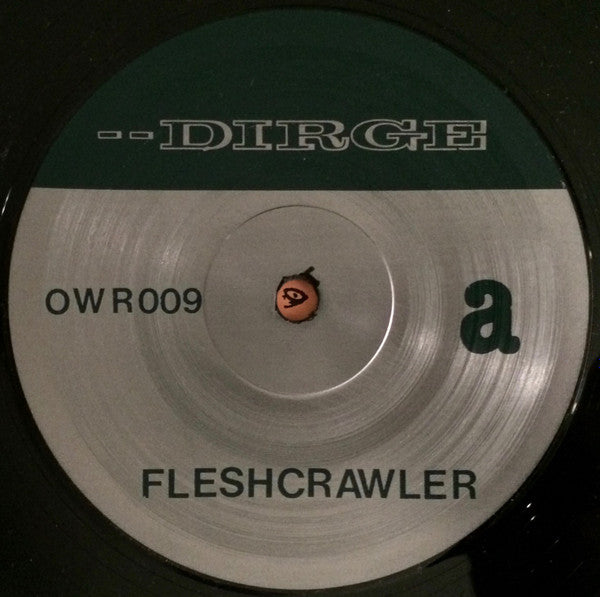 --DIRGE
OWR009
a
FLESHCRAWLER